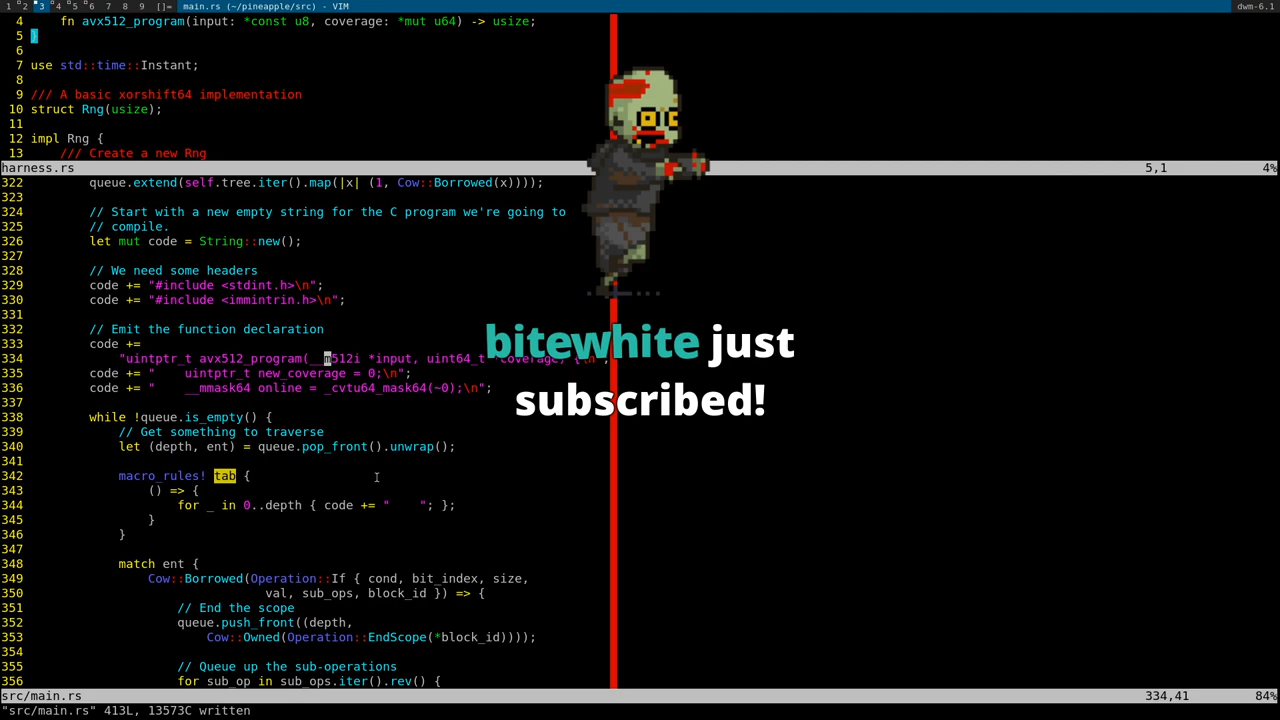 1 2 3 4 5 6 7 8 9 []= main.rs (~/pineapple/src) - VIM dwm-6.1
4     fn avx512_program(input: *const u8, coverage: *mut u64) -> usize;
5 }
6
7 use std::time::Instant;
8
9 /// A basic xorshift64 implementation
10 struct Rng(usize);
11
12 impl Rng {
13     /// Create a new Rng
harness.rs 5,1 4%
322         queue.extend(self.tree.iter().map(|x| (1, Cow::Borrowed(x))));
323
324         // Start with a new empty string for the C program we're going to
325         // compile.
326         let mut code = String::new();
327
328         // We need some headers
329         code += "#include <stdint.h>\n";
330         code += "#include <immintrin.h>\n";
331
332         // Emit the function declaration
333         code +=
334             "uintptr_t avx512_program(__m512i *input, uint64_t *coverage) {\n";
335         code += "    uintptr_t new_coverage = 0;\n";
336         code += "    __mmask64 online = _cvtu64_mask64(~0);\n";
337
338         while !queue.is_empty() {
339             // Get something to traverse
340             let (depth, ent) = queue.pop_front().unwrap();
341
342             macro_rules! tab {
343                 () => {
344                     for _ in 0..depth { code += "    "; };
345                 }
346             }
347
348             match ent {
349                 Cow::Borrowed(Operation::If { cond, bit_index, size,
350                                 val, sub_ops, block_id }) => {
351                     // End the scope
352                     queue.push_front((depth,
353                         Cow::Owned(Operation::EndScope(*block_id))));
354
355                     // Queue up the sub-operations
356                     for sub_op in sub_ops.iter().rev() {
src/main.rs 334,41 84%
"src/main.rs" 413L, 13573C written
bitewhite just
subscribed!